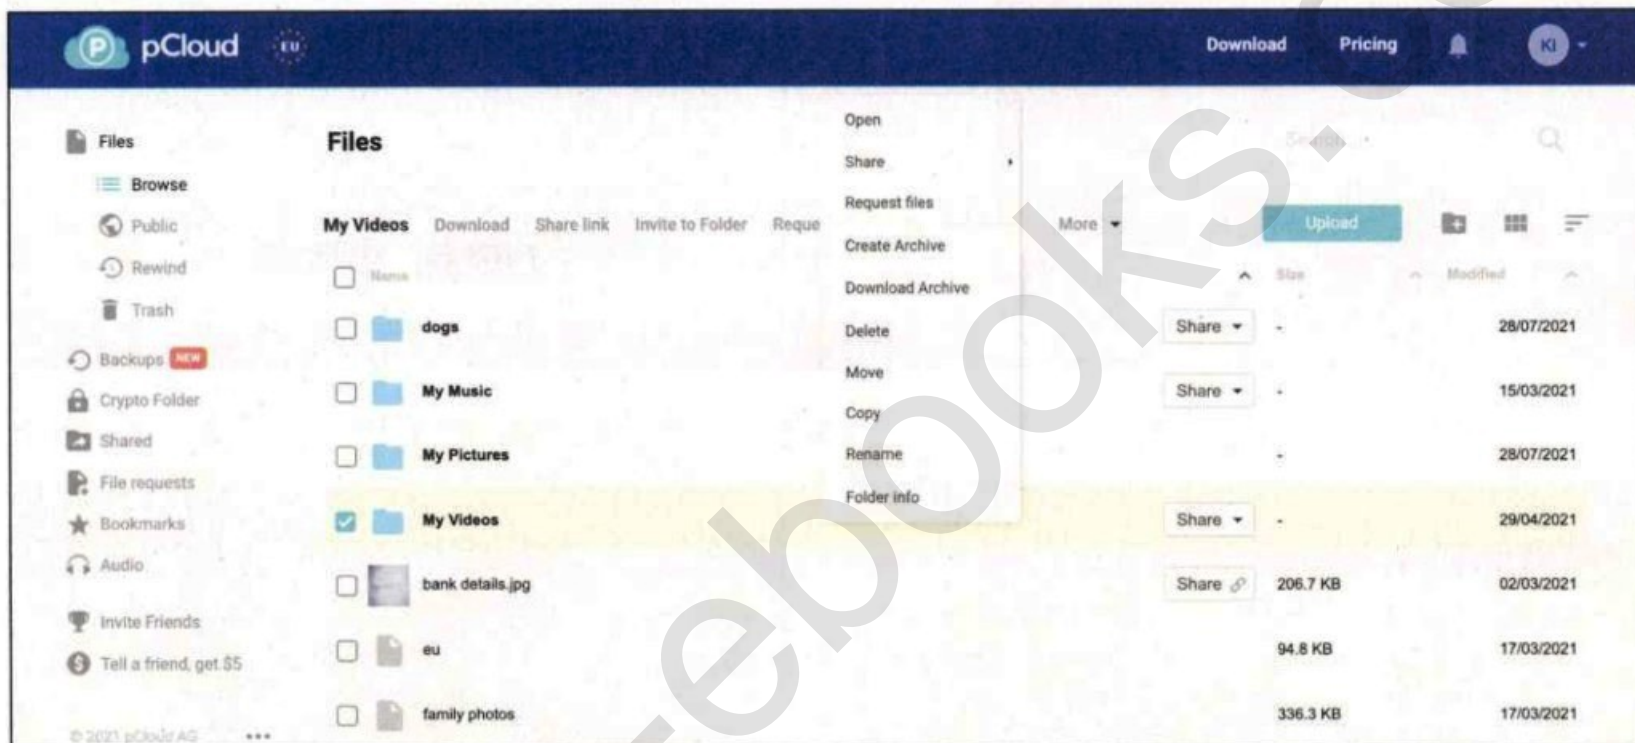 pCloud EU Download Pricing KI
Files
Browse
Public
Rewind
Trash
Backups NEW
Crypto Folder
Shared
File requests
Bookmarks
Audio
Invite Friends
Tell a friend, get $5
© 2021 pCloud AG
Files
Search
My Videos Download Share link Invite to Folder Reque More Upload
Open
Share
Request files
Create Archive
Download Archive
Delete
Move
Copy
Rename
Folder info
Name Size Modified
dogs Share - 28/07/2021
My Music Share - 15/03/2021
My Pictures - 28/07/2021
My Videos Share - 29/04/2021
bank details.jpg Share 206.7 KB 02/03/2021
eu 94.8 KB 17/03/2021
family photos 336.3 KB 17/03/2021
ebooks.